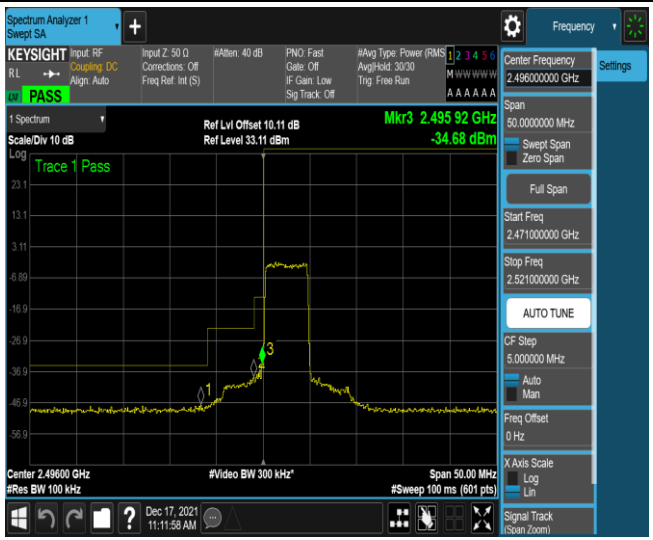 Spectrum Analyzer 1
Swept SA
Frequency
KEYSIGHT
RL
PASS
Input: RF
Coupling: DC
Align: Auto
Input Z: 50 Ω
Corrections: Off
Freq Ref: Int (S)
#Atten: 40 dB
PNO: Fast
Gate: Off
IF Gain: Low
Sig Track: Off
#Avg Type: Power (RMS
Avg|Hold: 30/30
Trig: Free Run
1 2 3 4 5 6
M W W W W W
A A A A A A
1 Spectrum
Scale/Div 10 dB
Ref Lvl Offset 10.11 dB
Ref Level 33.11 dBm
Mkr3 2.495 92 GHz
-34.68 dBm
Log
Trace 1 Pass
23.1
13.1
3.11
-6.89
-16.9
-26.9
-36.9
-46.9
-56.9
1
3
Center 2.49600 GHz
#Res BW 100 kHz
#Video BW 300 kHz*
Span 50.00 MHz
#Sweep 100 ms (601 pts)
Dec 17, 2021
11:11:58 AM
Settings
Center Frequency
2.496000000 GHz
Span
50.0000000 MHz
Swept Span
Zero Span
Full Span
Start Freq
2.471000000 GHz
Stop Freq
2.521000000 GHz
AUTO TUNE
CF Step
5.000000 MHz
Auto
Man
Freq Offset
0 Hz
X Axis Scale
Log
Lin
Signal Track
(Span Zoom)